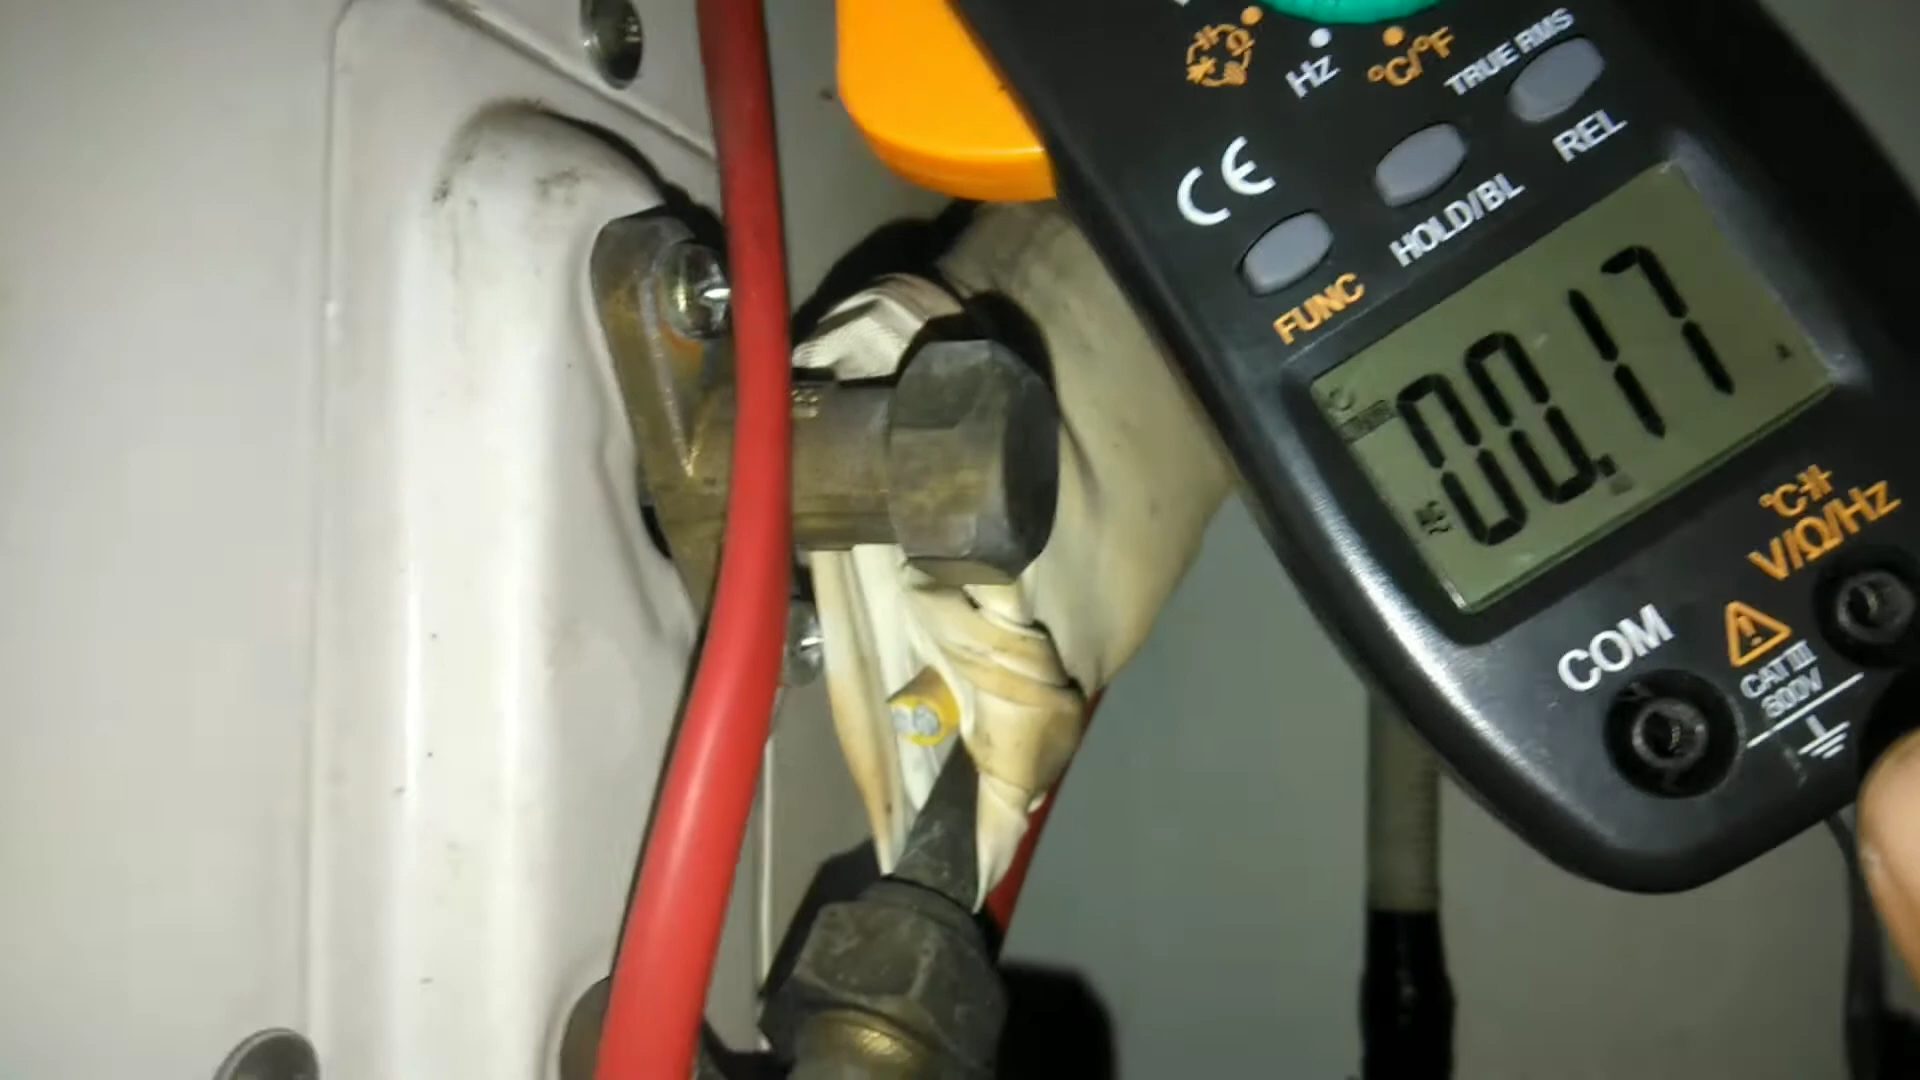 Hz
°C/°F
TRUE RMS
REL
CE
HOLD/BL
FUNC
00.17
A
°C
V/Ω/Hz
COM
CAT III
600V